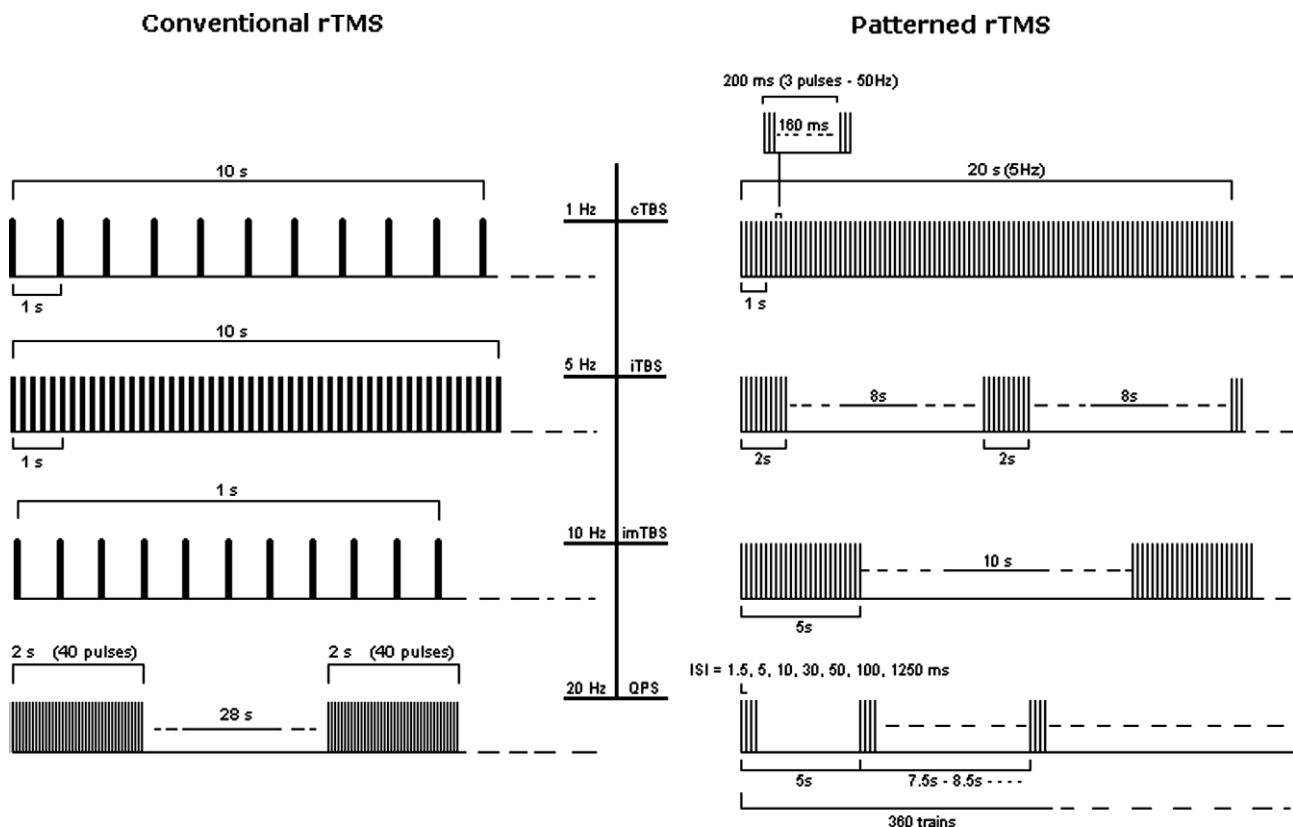 Conventional rTMS
Patterned rTMS
200 ms (3 pulses - 50Hz)
160 ms
10 s
1 Hz
cTBS
20 s (5Hz)
1 s
1 s
10 s
5 Hz
iTBS
8s
8s
1 s
2s
2s
1 s
10 Hz
imTBS
10 s
5s
2 s (40 pulses)
2 s (40 pulses)
28 s
20 Hz
QPS
ISI = 1.5, 5, 10, 30, 50, 100, 1250 ms
5s
7.5s - 8.5s - - - -
360 trains